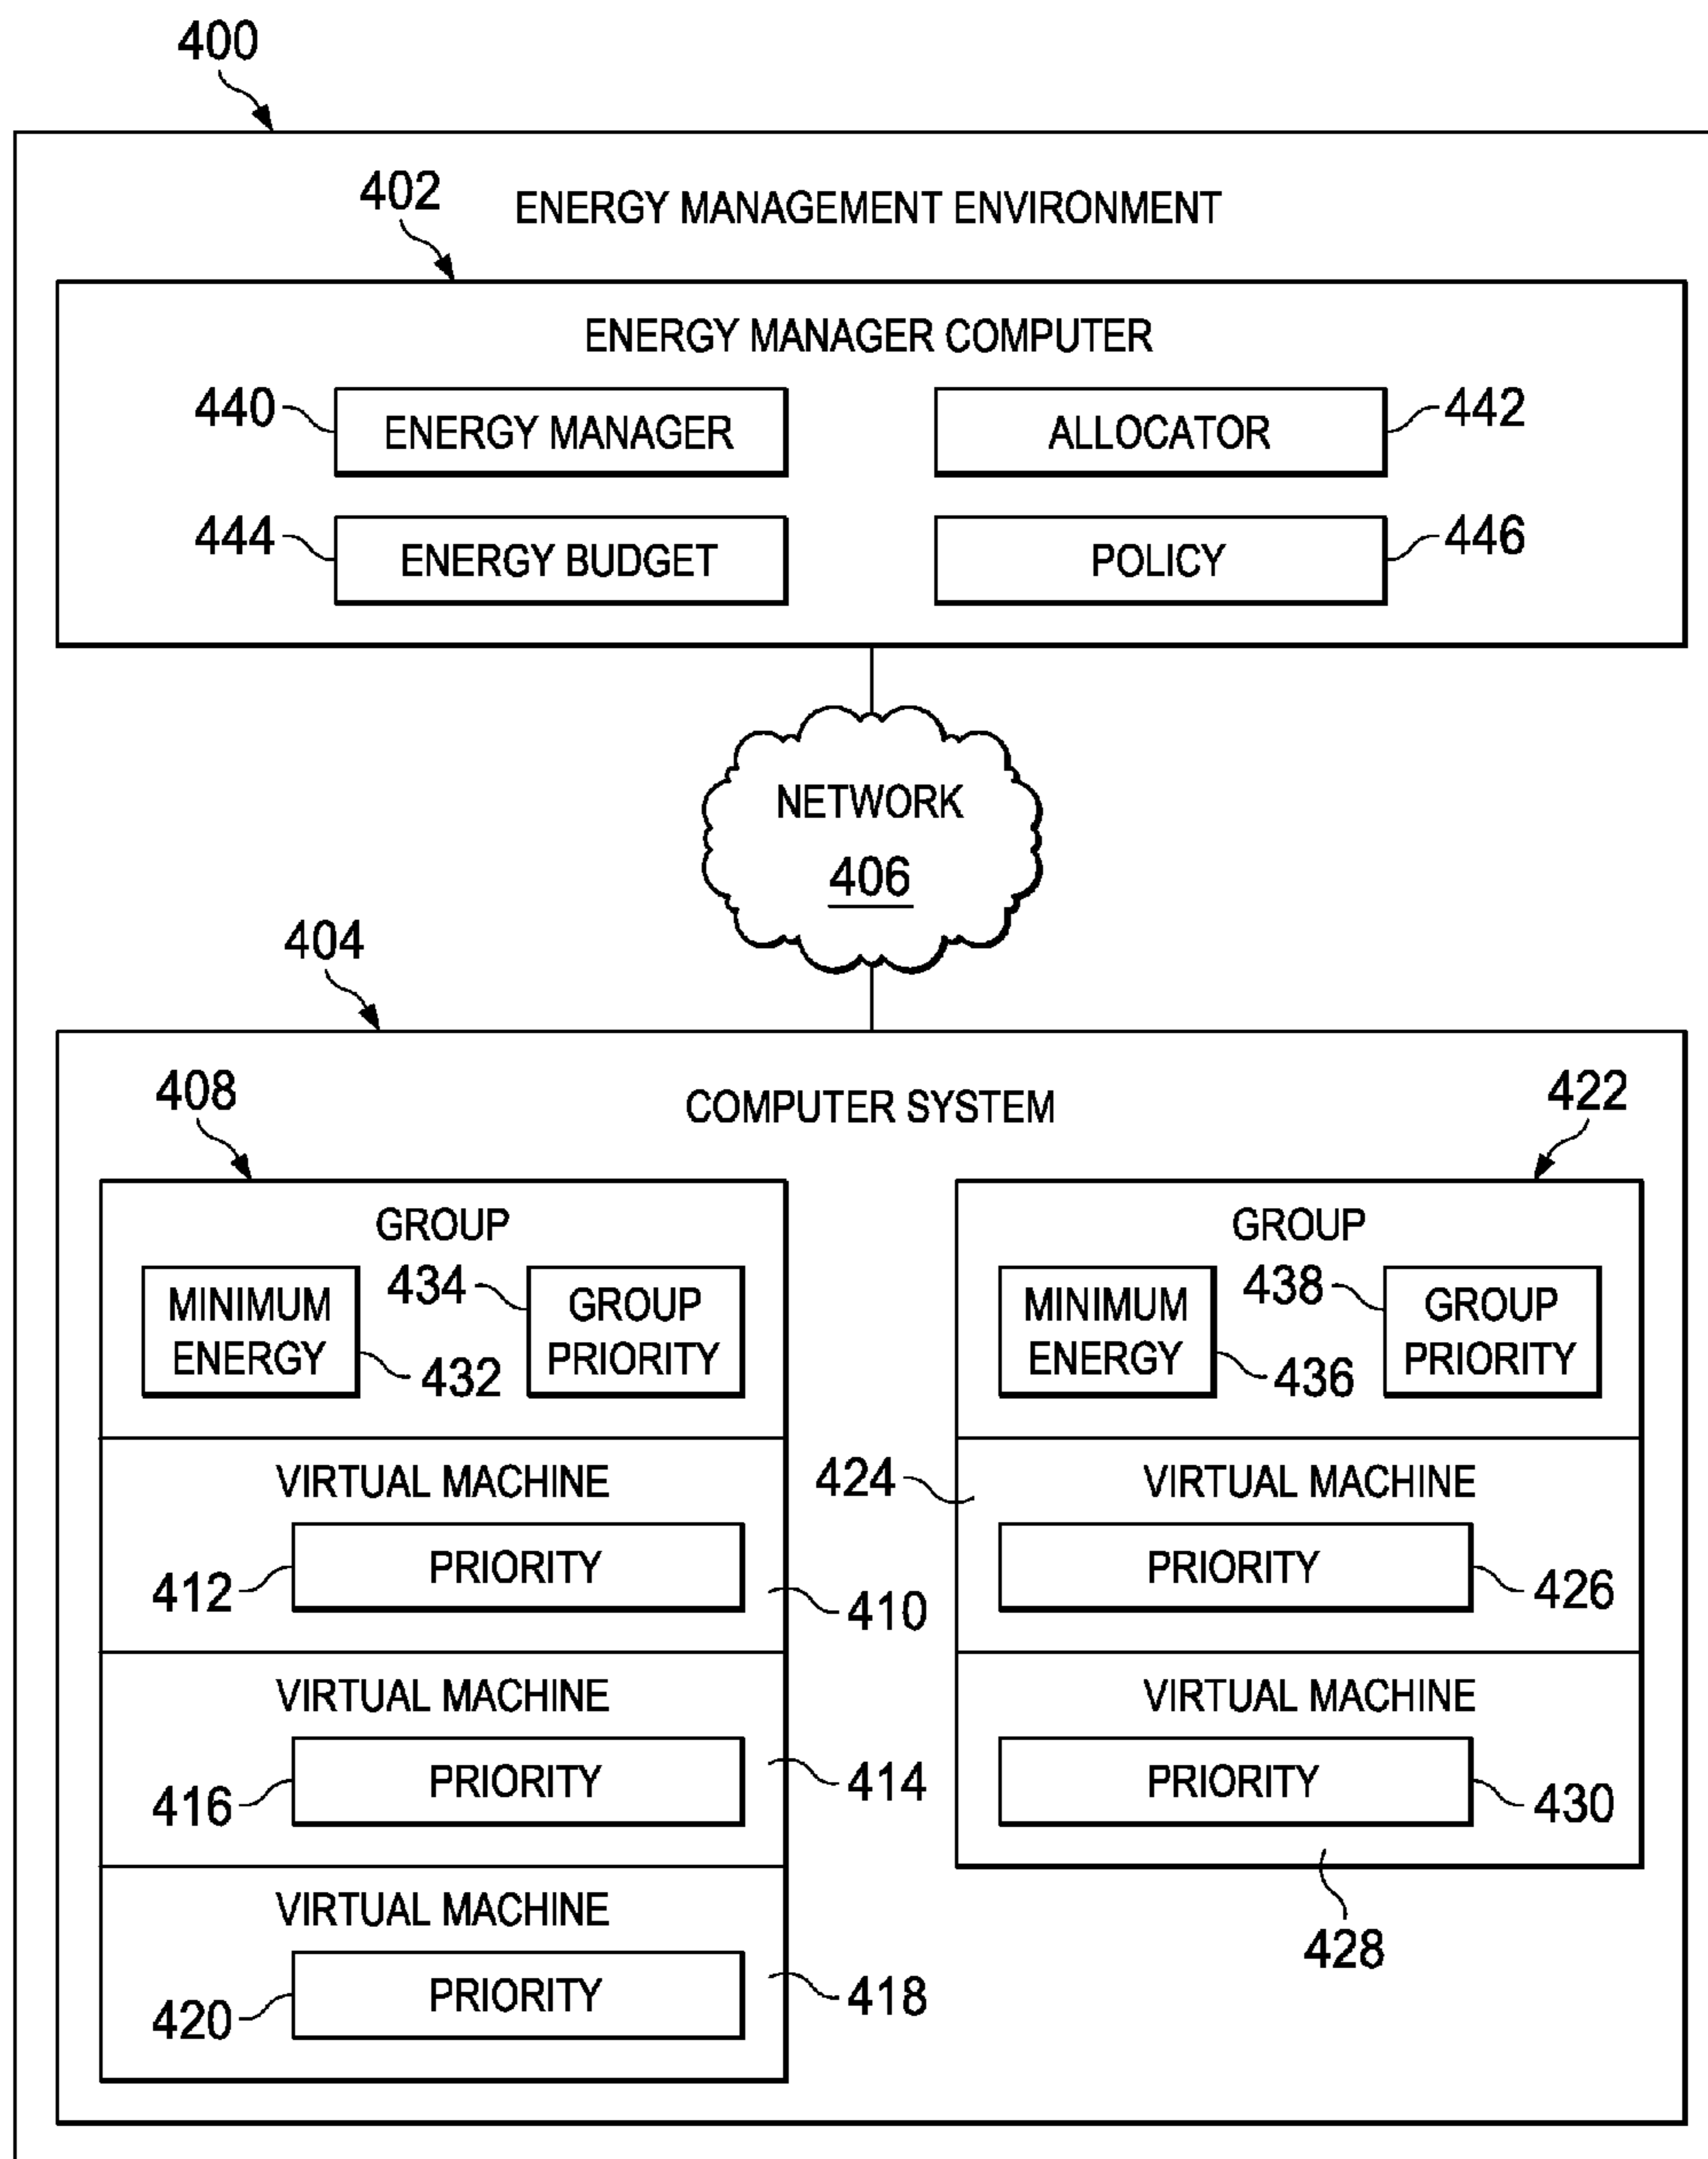 400
402
ENERGY MANAGEMENT ENVIRONMENT
ENERGY MANAGER COMPUTER
440
ENERGY MANAGER
ALLOCATOR
442
444
ENERGY BUDGET
POLICY
446
NETWORK
406
404
408
COMPUTER SYSTEM
422
GROUP
MINIMUM
ENERGY
432
434
GROUP
PRIORITY
VIRTUAL MACHINE
412
PRIORITY
410
VIRTUAL MACHINE
416
PRIORITY
414
VIRTUAL MACHINE
420
PRIORITY
418
GROUP
MINIMUM
ENERGY
436
438
GROUP
PRIORITY
424
VIRTUAL MACHINE
PRIORITY
426
VIRTUAL MACHINE
PRIORITY
430
428